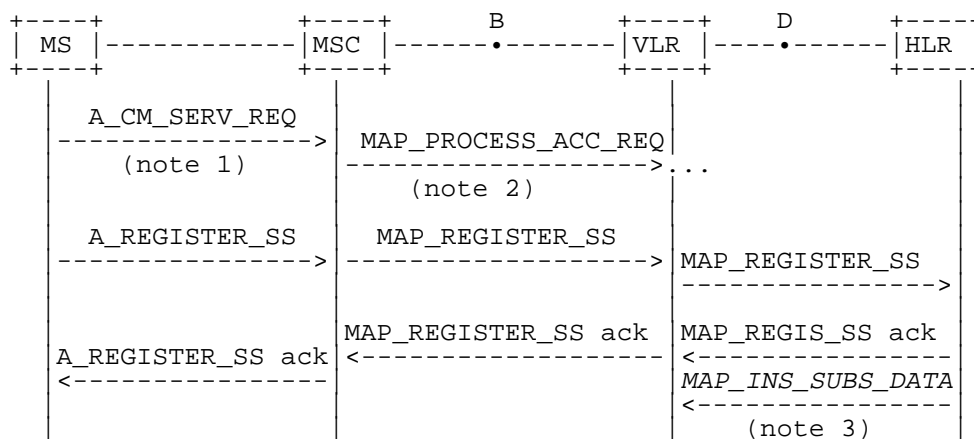 B D
MS MSC VLR HLR
A_CM_SERV_REQ
MAP_PROCESS_ACC_REQ
(note 1) ...
(note 2)
A_REGISTER_SS MAP_REGISTER_SS
MAP_REGISTER_SS
MAP_REGISTER_SS ack MAP_REGIS_SS ack
A_REGISTER_SS ack
MAP_INS_SUBS_DATA
(note 3)